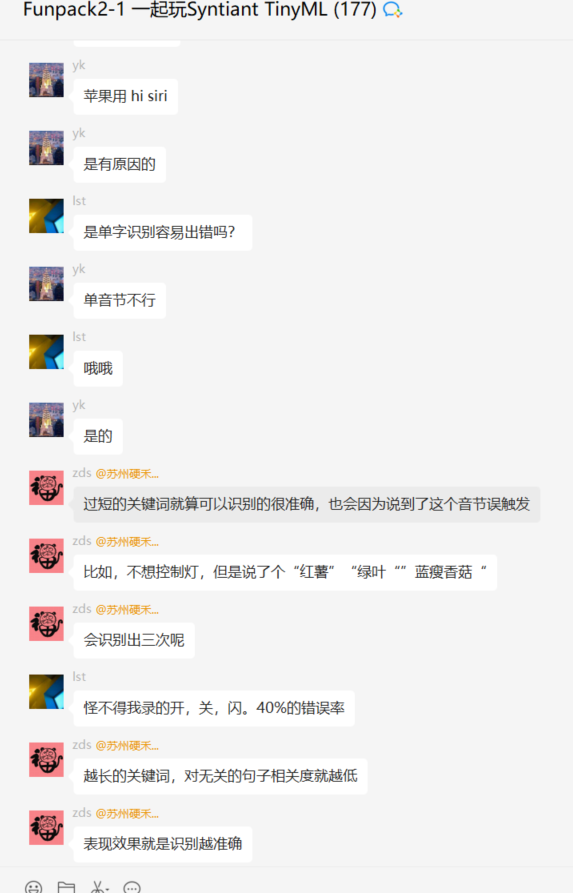 Funpack2-1 一起玩Syntiant TinyML (177)
yk
苹果用 hi siri
yk
是有原因的
lst
是单字识别容易出错吗?
yk
单音节不行
lst
哦哦
yk
是的
zds @苏州硬禾...
过短的关键词就算可以识别的很准确，也会因为说到了这个音节误触发
zds @苏州硬禾...
比如，不想控制灯，但是说了个“红薯”“绿叶“”蓝瘦香菇“
zds @苏州硬禾...
会识别出三次呢
lst
怪不得我录的开，关，闪。40%的错误率
zds @苏州硬禾...
越长的关键词，对无关的句子相关度就越低
zds @苏州硬禾...
表现效果就是识别越准确